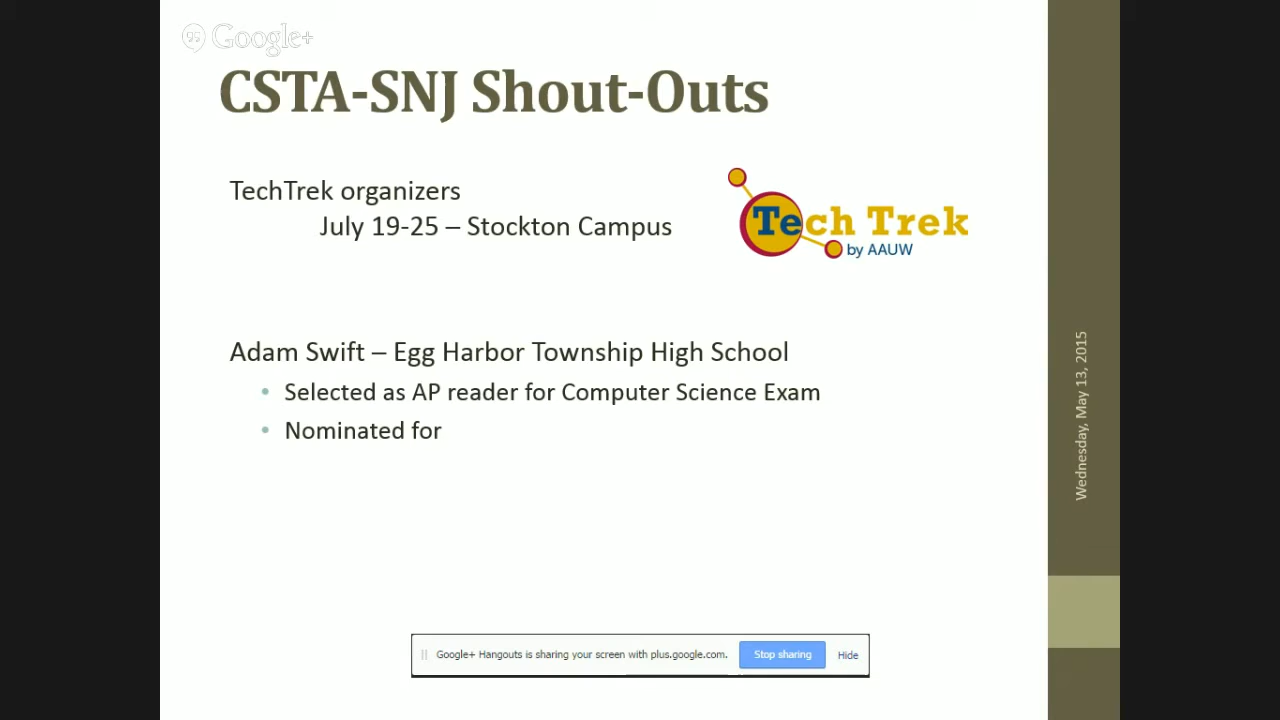 Google+
CSTA-SNJ Shout-Outs
TechTrek organizers
July 19-25 – Stockton Campus
Tech Trek
by AAUW
Adam Swift – Egg Harbor Township High School
• Selected as AP reader for Computer Science Exam
• Nominated for
Wednesday, May 13, 2015
Google+ Hangouts is sharing your screen with plus.google.com. Stop sharing Hide